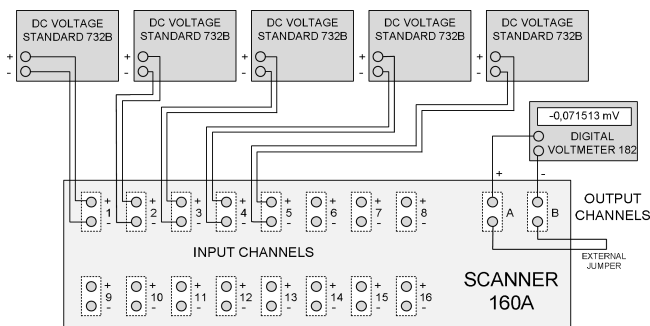 DC VOLTAGE
STANDARD 732B
DC VOLTAGE
STANDARD 732B
DC VOLTAGE
STANDARD 732B
DC VOLTAGE
STANDARD 732B
DC VOLTAGE
STANDARD 732B
+
-
+
-
+
-
+
-
+
-
-0,071513 mV
DIGITAL
VOLTMETER 182
+
-
+
1
-
+
2
-
+
3
-
+
4
-
+
5
-
+
6
-
+
7
-
+
8
-
A
B
OUTPUT
CHANNELS
EXTERNAL
JUMPER
INPUT CHANNELS
+
9
-
+
10
-
+
11
-
+
12
-
+
13
-
+
14
-
+
15
-
+
16
-
SCANNER
160A